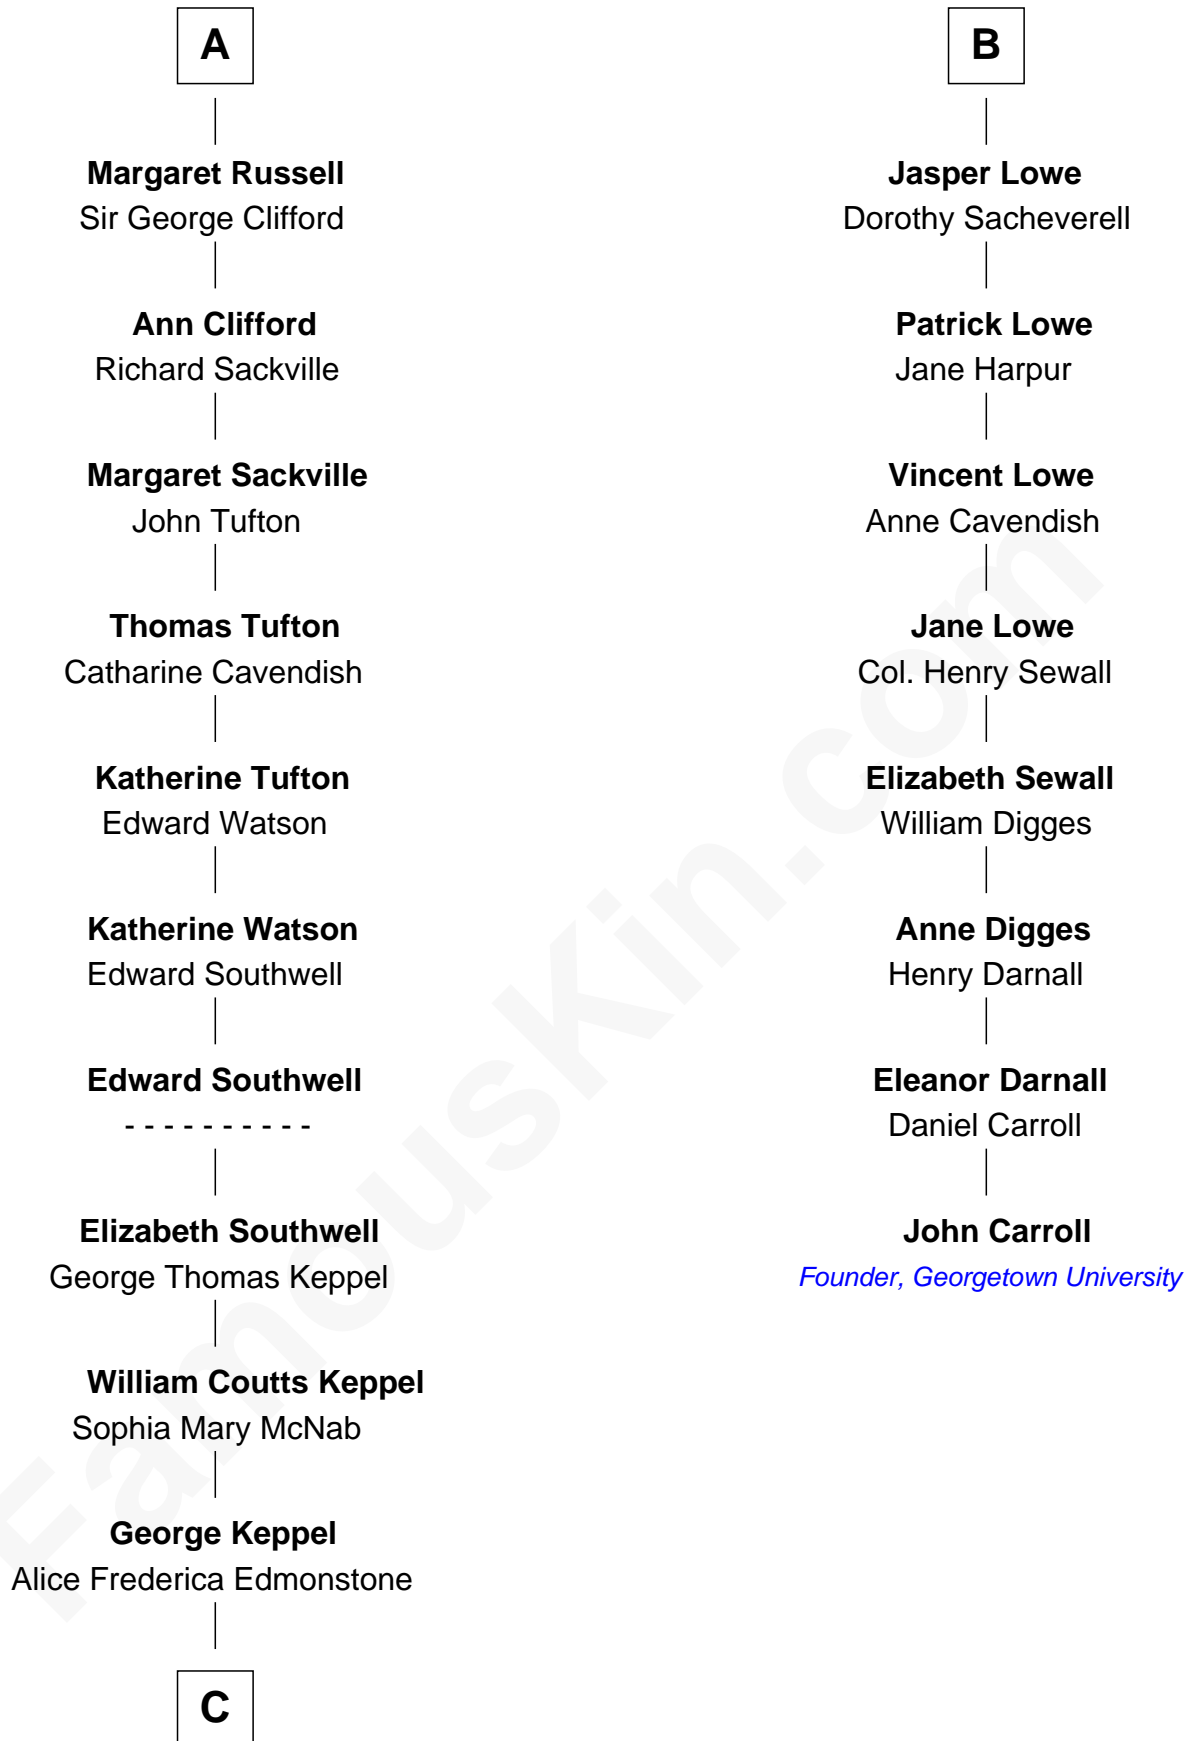 A
Margaret Russell
Sir George Clifford
Ann Clifford
Richard Sackville
Margaret Sackville
John Tufton
Thomas Tufton
Catharine Cavendish
Katherine Tufton
Edward Watson
Katherine Watson
Edward Southwell
Edward Southwell
- - - - - - - - - -
Elizabeth Southwell
George Thomas Keppel
William Coutts Keppel
Sophia Mary McNab
George Keppel
Alice Frederica Edmonstone
C
B
Jasper Lowe
Dorothy Sacheverell
Patrick Lowe
Jane Harpur
Vincent Lowe
Anne Cavendish
Jane Lowe
Col. Henry Sewall
Elizabeth Sewall
William Digges
Anne Digges
Henry Darnall
Eleanor Darnall
Daniel Carroll
John Carroll
Founder, Georgetown University
FamousKin.com